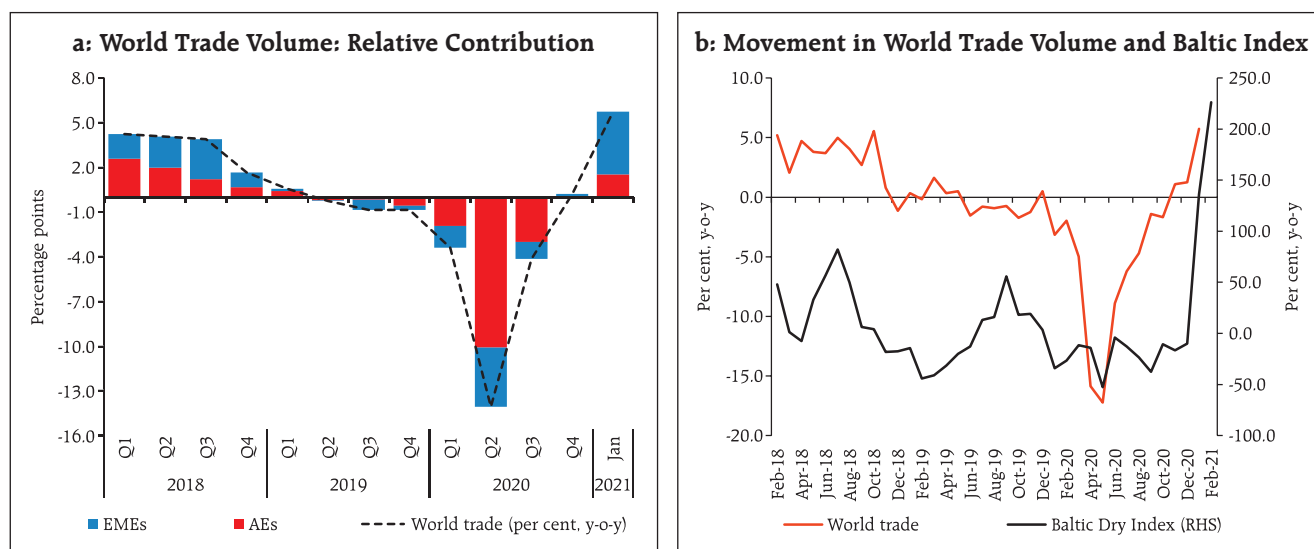 a: World Trade Volume: Relative Contribution
8.0
5.0
2.0
-1.0
-4.0
-7.0
-10.0
-13.0
-16.0
Percentage points
Q1 Q2 Q3 Q4 Q1 Q2 Q3 Q4 Q1 Q2 Q3 Q4 Jan
2018 2019 2020 2021
EMEs AEs World trade (per cent, y-o-y)
b: Movement in World Trade Volume and Baltic Index
10.0
5.0
0.0
-5.0
-10.0
-15.0
-20.0
Per cent, y-o-y
250.0
200.0
150.0
100.0
50.0
0.0
-50.0
-100.0
Per cent, y-o-y
Feb-18 Apr-18 Jun-18 Aug-18 Oct-18 Dec-18 Feb-19 Apr-19 Jun-19 Aug-19 Oct-19 Dec-19 Feb-20 Apr-20 Jun-20 Aug-20 Oct-20 Dec-20 Feb-21
World trade Baltic Dry Index (RHS)